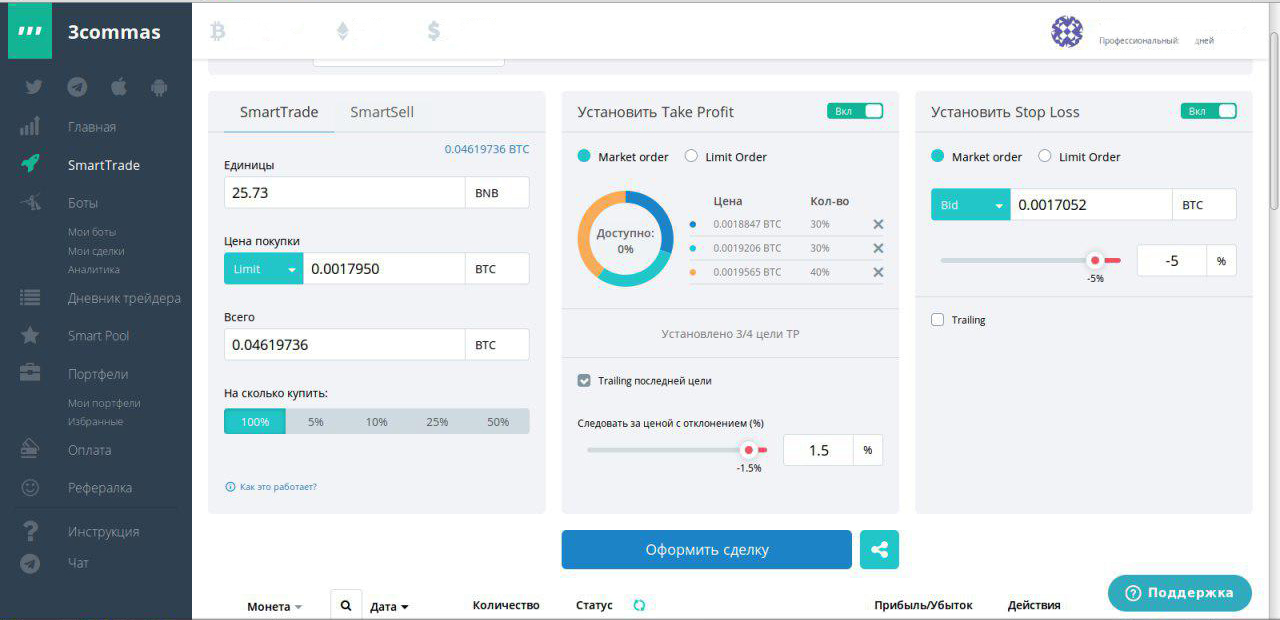 3commas
Главная
SmartTrade
Боты
Мои боты
Мои сделки
Аналитика
Дневник трейдера
Smart Pool
Портфели
Мои портфели
Избранные
Оплата
Рефералка
Инструкция
Чат
Профессиональный: дней
SmartTrade SmartSell
0.04619736 BTC
Единицы
25.73 BNB
Цена покупки
Limit 0.0017950 BTC
Всего
0.04619736 BTC
На сколько купить:
100% 5% 10% 25% 50%
Как это работает?
Установить Take Profit Вкл
Market order Limit Order
Доступно:
0%
Цена Кол-во
0.0018847 BTC 30%
0.0019206 BTC 30%
0.0019565 BTC 40%
Установлено 3/4 цели TP
Trailing последней цели
Следовать за ценой с отклонением (%)
1.5 %
-1.5%
Установить Stop Loss Вкл
Market order Limit Order
Bid 0.0017052 BTC
-5 %
-5%
Trailing
Оформить сделку
Монета Дата Количество Статус Прибыль/Убыток Действия
Поддержка